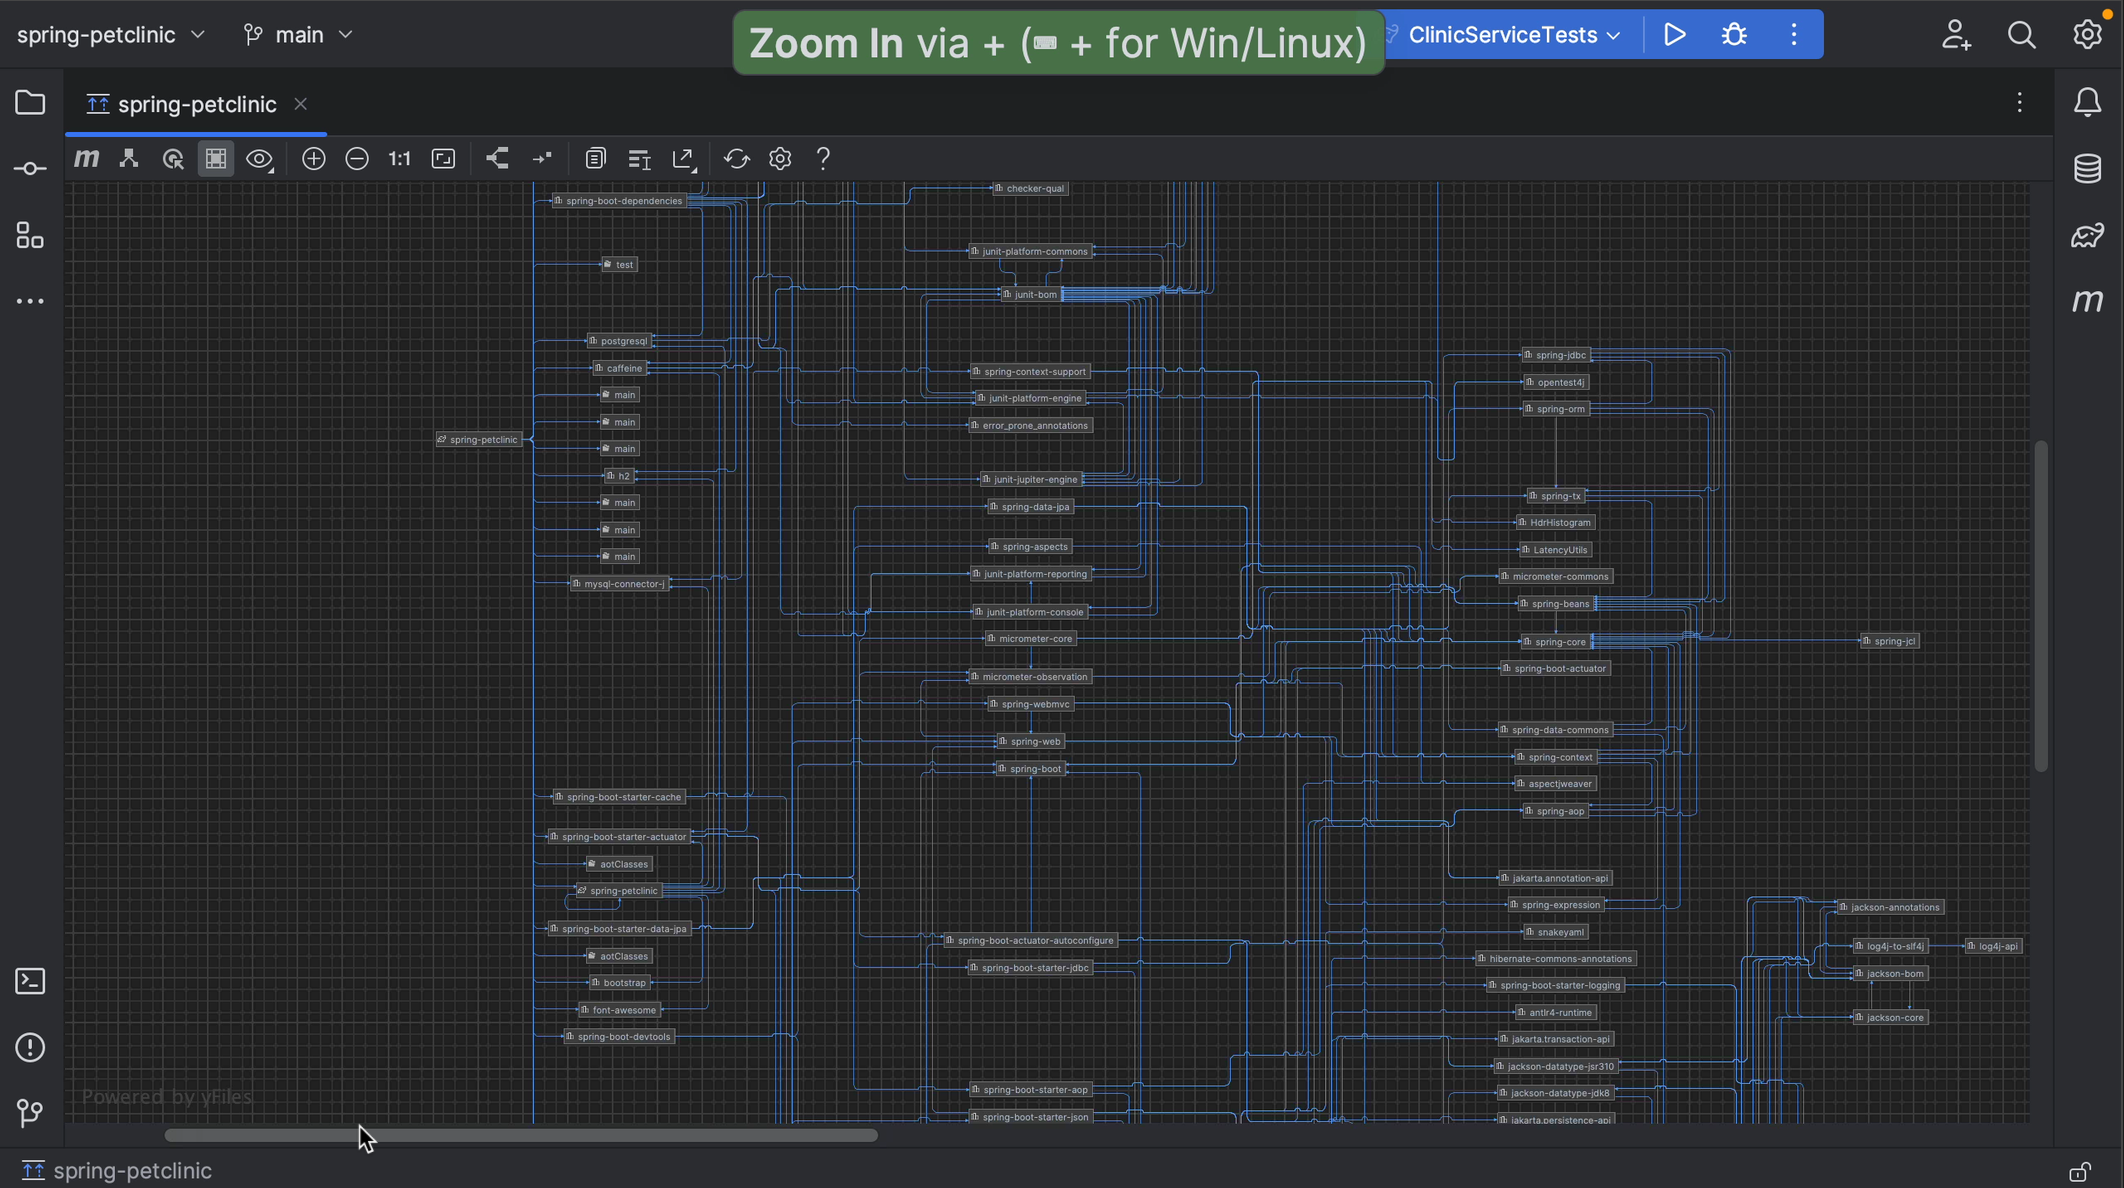 spring-petclinic
main
Zoom In via + (⌨ + for Win/Linux)
ClinicServiceTests
spring-petclinic
m
1:1
?
m
checker-qual
spring-boot-dependencies
junit-platform-commons
test
junit-bom
postgresql
spring-jdbc
caffeine
spring-context-support
opentest4j
main
junit-platform-engine
spring-orm
main
error_prone_annotations
spring-petclinic
main
h2
junit-jupiter-engine
spring-tx
main
spring-data-jpa
HdrHistogram
main
spring-aspects
LatencyUtils
main
junit-platform-reporting
micrometer-commons
mysql-connector-j
spring-beans
junit-platform-console
micrometer-core
spring-core
spring-jcl
micrometer-observation
spring-boot-actuator
spring-webmvc
spring-data-commons
spring-web
spring-context
spring-boot
aspectjweaver
spring-boot-starter-cache
spring-aop
spring-boot-starter-actuator
aotClasses
jakarta.annotation-api
spring-petclinic
spring-expression
jackson-annotations
spring-boot-starter-data-jpa
snakeyaml
spring-boot-actuator-autoconfigure
log4j-to-slf4j
log4j-api
aotClasses
hibernate-commons-annotations
spring-boot-starter-jdbc
jackson-bom
bootstrap
spring-boot-starter-logging
font-awesome
antlr4-runtime
jackson-core
spring-boot-devtools
jakarta.transaction-api
jackson-datatype-jsr310
spring-boot-starter-aop
jackson-datatype-jdk8
Powered by yFiles
spring-boot-starter-json
jakarta.persistence-api
spring-petclinic